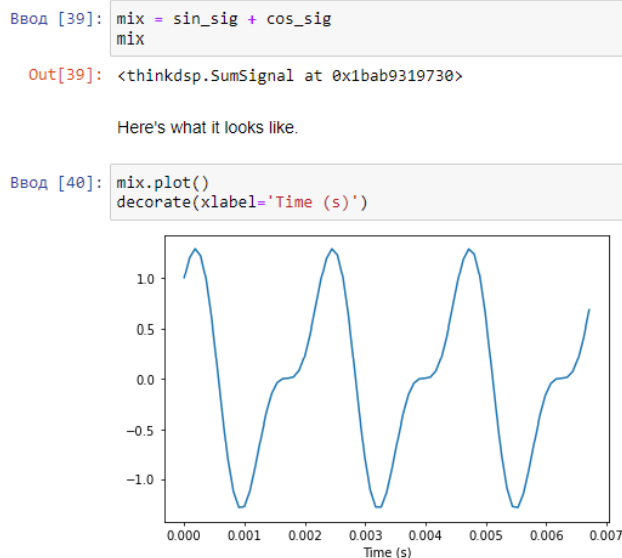 Ввод [39]: mix = sin_sig + cos_sig
mix
Out[39]: <thinkdsp.SumSignal at 0x1bab9319730>
Here's what it looks like.
Ввод [40]: mix.plot()
decorate(xlabel='Time (s)')
1.0
0.5
0.0
−0.5
−1.0
0.000 0.001 0.002 0.003 0.004 0.005 0.006 0.007
Time (s)